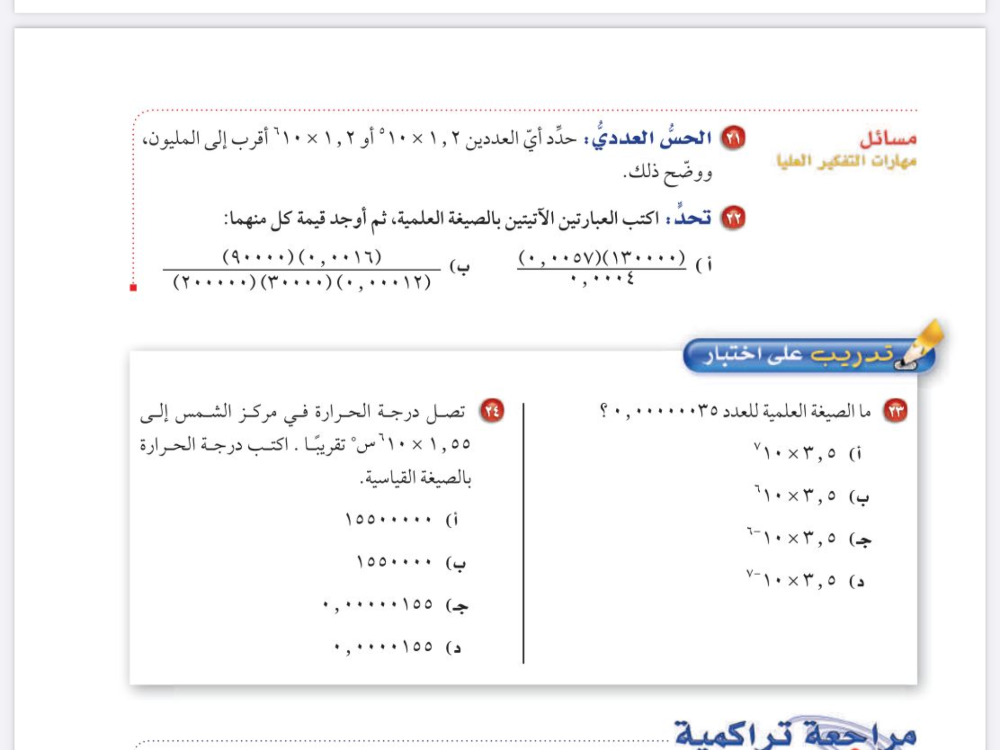 مسائل
مهارات التفكير العليا
٢١ الحسُّ العدديُّ: حدِّد أيّ العددين ١,٢ × ١٠^٥ أو ١,٢ × ١٠^٦ أقرب إلى المليون،
ووضّح ذلك.
٢٢ تحدٍّ: اكتب العبارتين الآتيتين بالصيغة العلمية، ثم أوجد قيمة كل منهما:
أ) (١٣٠٠٠٠)(٠,٠٠٥٧)
٠,٠٠٠٤
ب) (٩٠٠٠٠)(٠,٠٠١٦)
(٢٠٠٠٠٠)(٣٠٠٠٠)(٠,٠٠٠١٢)
تدريب على اختبار
٢٣ ما الصيغة العلمية للعدد ٠,٠٠٠٠٠٠٣٥ ؟
أ) ٣,٥ × ١٠^٧
ب) ٣,٥ × ١٠^٦
جـ) ٣,٥ × ١٠^-٦
د) ٣,٥ × ١٠^-٧
٢٤ تصل درجة الحرارة في مركز الشمس إلى
١,٥٥ × ١٠^٦ س° تقريبًا . اكتب درجة الحرارة
بالصيغة القياسية.
أ) ١٥٥٠٠٠٠٠
ب) ١٥٥٠٠٠٠
جـ) ٠,٠٠٠٠٠١٥٥
د) ٠,٠٠٠٠١٥٥
مراجعة تراكمية